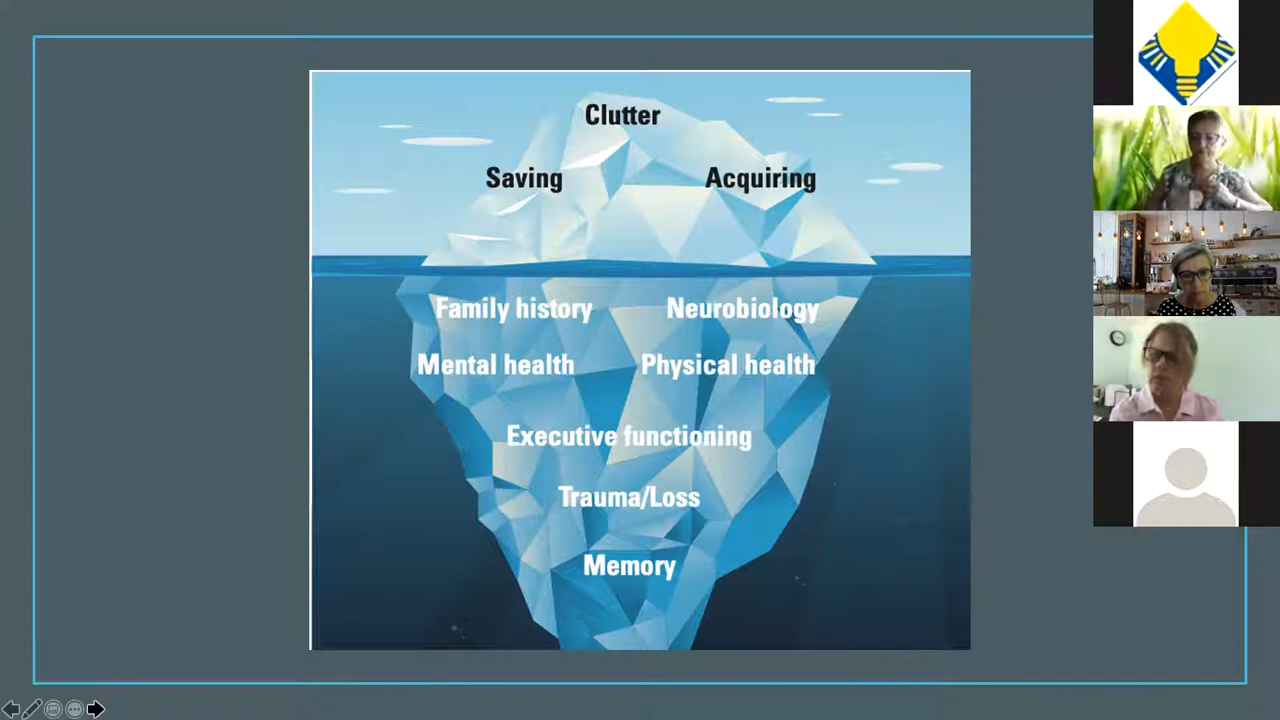 Clutter
Saving Acquiring
Family history Neurobiology
Mental health Physical health
Executive functioning
Trauma/Loss
Memory